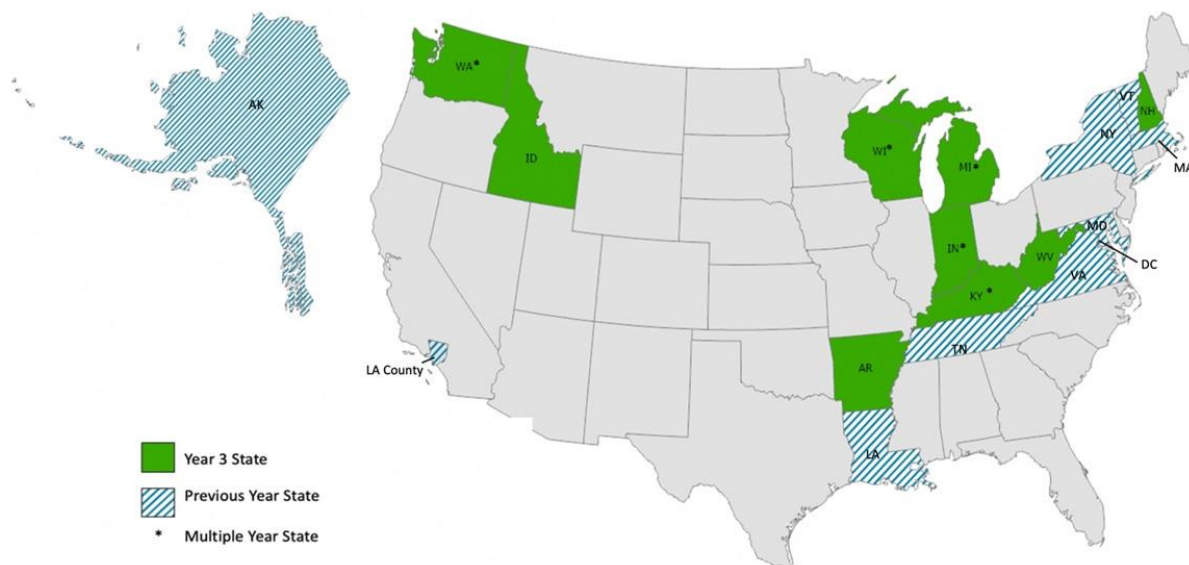 AK
WA*
ID
WI*
MI*
VT
NH
NY
MA
IN*
MD
DC
WV
VA
KY*
TN
AR
LA
LA County
Year 3 State
Previous Year State
* Multiple Year State